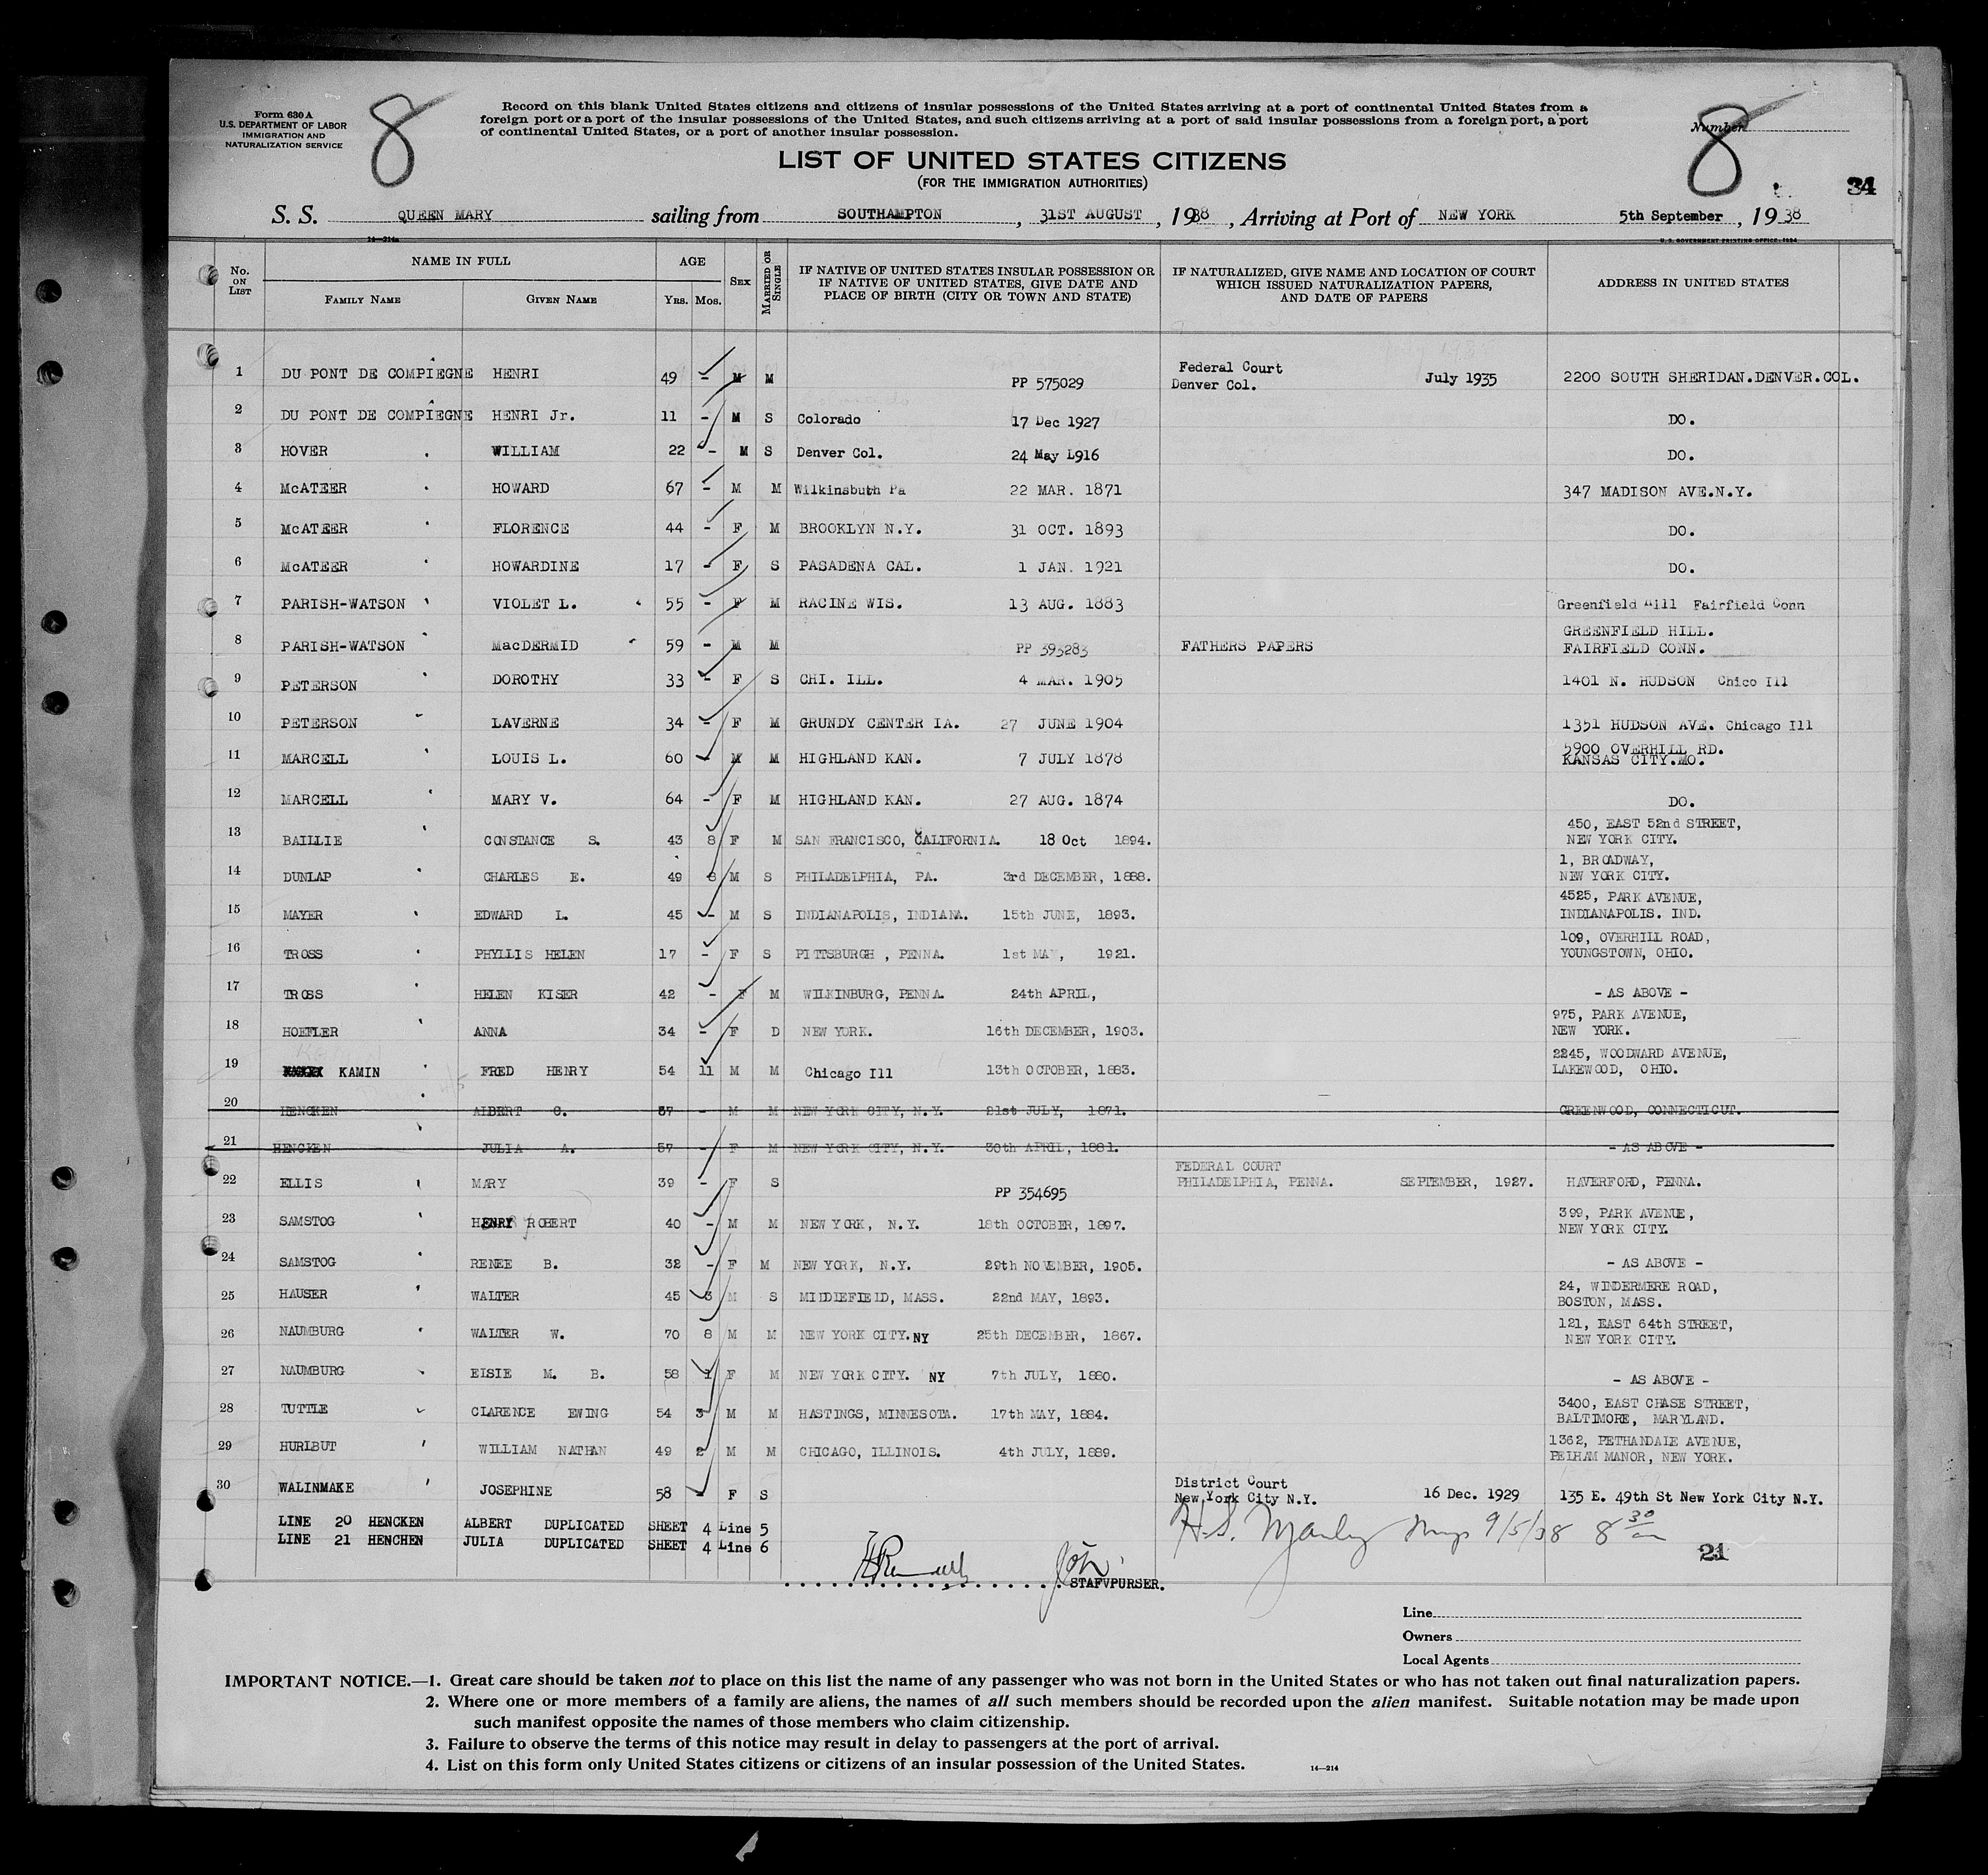 Form 630 A
U.S. DEPARTMENT OF LABOR
IMMIGRATION AND
NATURALIZATION SERVICE
8
Record on this blank United States citizens and citizens of insular possessions of the United States arriving at a port of continental United States from a
foreign port or a port of the insular possessions of the United States, and such citizens arriving at a port of said insular possessions from a foreign port, a port
of continental United States, or a port of another insular possession.
Number
8
34
LIST OF UNITED STATES CITIZENS
(FOR THE IMMIGRATION AUTHORITIES)
S. S. QUEEN MARY sailing from SOUTHAMPTON, 31ST AUGUST, 1938, Arriving at Port of NEW YORK 5th September, 1938
14—214a U. S. GOVERNMENT PRINTING OFFICE: 1934
No. ON LIST NAME IN FULL AGE SEX MARRIED OR SINGLE IF NATIVE OF UNITED STATES INSULAR POSSESSION OR IF NATIVE OF UNITED STATES, GIVE DATE AND PLACE OF BIRTH (CITY OR TOWN AND STATE) IF NATURALIZED, GIVE NAME AND LOCATION OF COURT WHICH ISSUED NATURALIZATION PAPERS, AND DATE OF PAPERS ADDRESS IN UNITED STATES
FAMILY NAME GIVEN NAME YRS. MOS.
1 DU PONT DE COMPIEGNE HENRI 49 - M M PP 575029 Federal Court Denver Col. July 1935 2200 SOUTH SHERIDAN.DENVER.COL.
2 DU PONT DE COMPIEGNE HENRI Jr. 11 - M S Colorado 17 Dec 1927 DO.
3 HOVER WILLIAM 22 - M S Denver Col. 24 May L916 DO.
4 McATEER HOWARD 67 - M M Wilkinsbuth Pa 22 MAR. 1871 347 MADISON AVE.N.Y.
5 McATEER FLORENCE 44 - F M BROOKLYN N.Y. 31 OCT. 1893 DO.
6 McATEER HOWARDINE 17 - F S PASADENA CAL. 1 JAN. 1921 DO.
7 PARISH-WATSON VIOLET L. 55 - F M RACINE WIS. 13 AUG. 1883 Greenfield Hill Fairfield Conn
8 PARISH-WATSON MacDERMID 59 - M M PP 393283 FATHERS PAPERS GREENFIELD HILL. FAIRFIELD CONN.
9 PETERSON DOROTHY 33 - F S CHI. ILL. 4 MAR. 1905 1401 N. HUDSON Chico Ill
10 PETERSON LAVERNE 34 - F M GRUNDY CENTER IA. 27 JUNE 1904 1351 HUDSON AVE. Chicago Ill
11 MARCELL LOUIS L. 60 - M M HIGHLAND KAN. 7 JULY 1878 5900 OVERHILL RD. KANSAS CITY.MO.
12 MARCELL MARY V. 64 - F M HIGHLAND KAN. 27 AUG. 1874 DO.
13 BAILLIE CONSTANCE S. 43 8 F M SAN FRANCISCO, CALIFORNIA. 18 Oct 1894. 450, EAST 52nd STREET, NEW YORK CITY.
14 DUNLAP CHARLES E. 49 8 M S PHILADELPHIA, PA. 3rd DECEMBER, 1888. 1, BROADWAY, NEW YORK CITY.
15 MAYER EDWARD L. 45 - M S INDIANAPOLIS, INDIANA. 15th JUNE, 1893. 4525, PARK AVENUE, INDIANAPOLIS. IND.
16 TROSS PHYLLIS HELEN 17 - F S PITTSBURGH , PENNA. 1st MAY, 1921. 109, OVERHILL ROAD, YOUNGSTOWN, OHIO.
17 TROSS HELEN KISER 42 - F M WILKINBURG, PENNA. 24th APRIL, - AS ABOVE -
18 HOEFLER ANNA 34 - F D NEW YORK. 16th DECEMBER, 1903. 975, PARK AVENUE, NEW YORK.
19 KAMIN FRED HENRY 54 11 M M Chicago Ill 13th OCTOBER, 1883. 2245, WOODWARD AVENUE, LAKEWOOD, OHIO.
20 HENCKEN ALBERT C. 67 - M M NEW YORK CITY, N.Y. 21st JULY, 1871. GREENWOOD, CONNECTICUT.
21 HENCKEN JULIA A. 57 - F M NEW YORK CITY, N.Y. 30th APRIL, 1881. - AS ABOVE -
22 ELLIS MARY 39 - F S PP 354695 FEDERAL COURT PHILADELPHIA, PENNA. SEPTEMBER, 1927. HAVERFORD, PENNA.
23 SAMSTOG HENRY ROBERT 40 - M M NEW YORK, N.Y. 18th OCTOBER, 1897. 399, PARK AVENUE, NEW YORK CITY.
24 SAMSTOG RENEE B. 32 - F M NEW YORK, N.Y. 29th NOVEMBER, 1905. - AS ABOVE -
25 HAUSER WALTER 45 3 M S MIDDLEFIELD, MASS. 22nd MAY, 1893. 24, WINDERMERE ROAD, BOSTON, MASS.
26 NAUMBURG WALTER W. 70 8 M M NEW YORK CITY.NY 25th DECEMBER, 1867. 121, EAST 64th STREET, NEW YORK CITY.
27 NAUMBURG ELSIE M. B. 58 1 F M NEW YORK CITY. NY 7th JULY, 1880. - AS ABOVE -
28 TUTTLE CLARENCE EWING 54 3 M M HASTINGS, MINNESOTA. 17th MAY, 1884. 3400, EAST CHASE STREET, BALTIMORE, MARYLAND.
29 HURLBUT WILLIAM NATHAN 49 2 M M CHICAGO, ILLINOIS. 4th JULY, 1889. 1362, PETHANDALE AVENUE, PELHAM MANOR, NEW YORK.
30 WALINMAKE JOSEPHINE 58 - F S District Court New York City N.Y. 16 Dec. 1929 135 E. 49th St New York City N.Y.
LINE 20 HENCKEN ALBERT DUPLICATED SHEET 4 Line 5
LINE 21 HENCHEN JULIA DUPLICATED SHEET 4 Line 6
H.S. Manley 9/5/38 8 30
21
STAFVPURSER.
Line
Owners
Local Agents
IMPORTANT NOTICE.—1. Great care should be taken not to place on this list the name of any passenger who was not born in the United States or who has not taken out final naturalization papers.
2. Where one or more members of a family are aliens, the names of all such members should be recorded upon the alien manifest. Suitable notation may be made upon
such manifest opposite the names of those members who claim citizenship.
3. Failure to observe the terms of this notice may result in delay to passengers at the port of arrival.
4. List on this form only United States citizens or citizens of an insular possession of the United States.
14—214